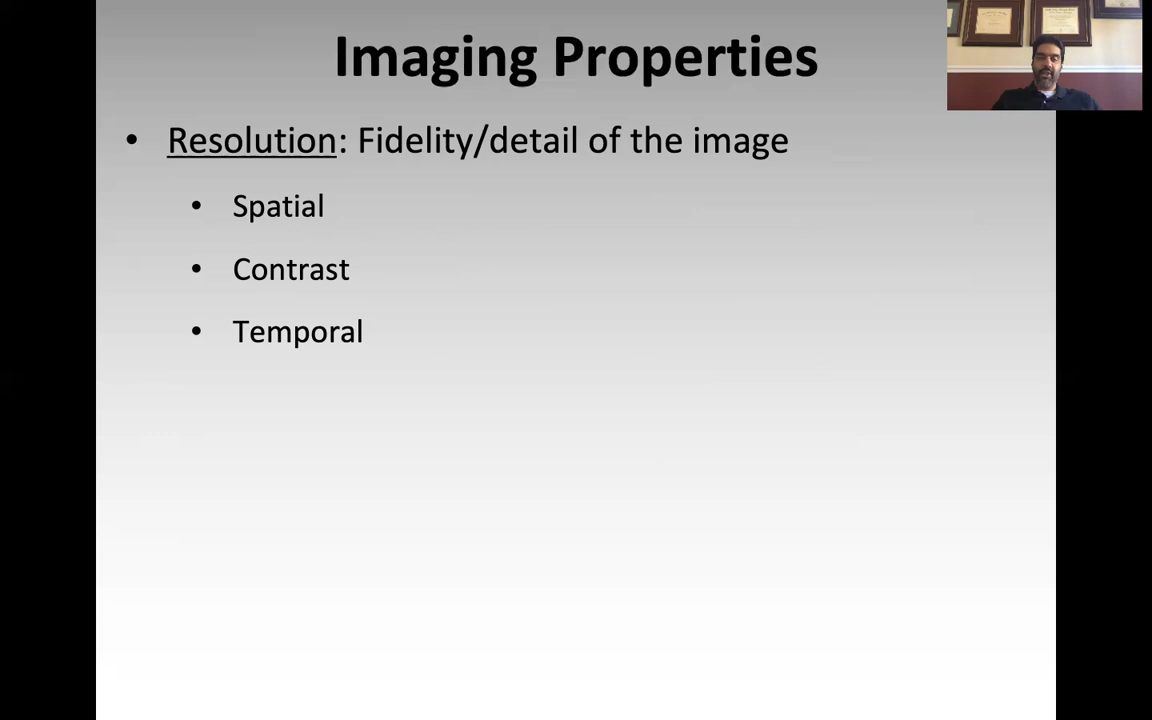 Imaging Properties
• Resolution: Fidelity/detail of the image
• Spatial
• Contrast
• Temporal